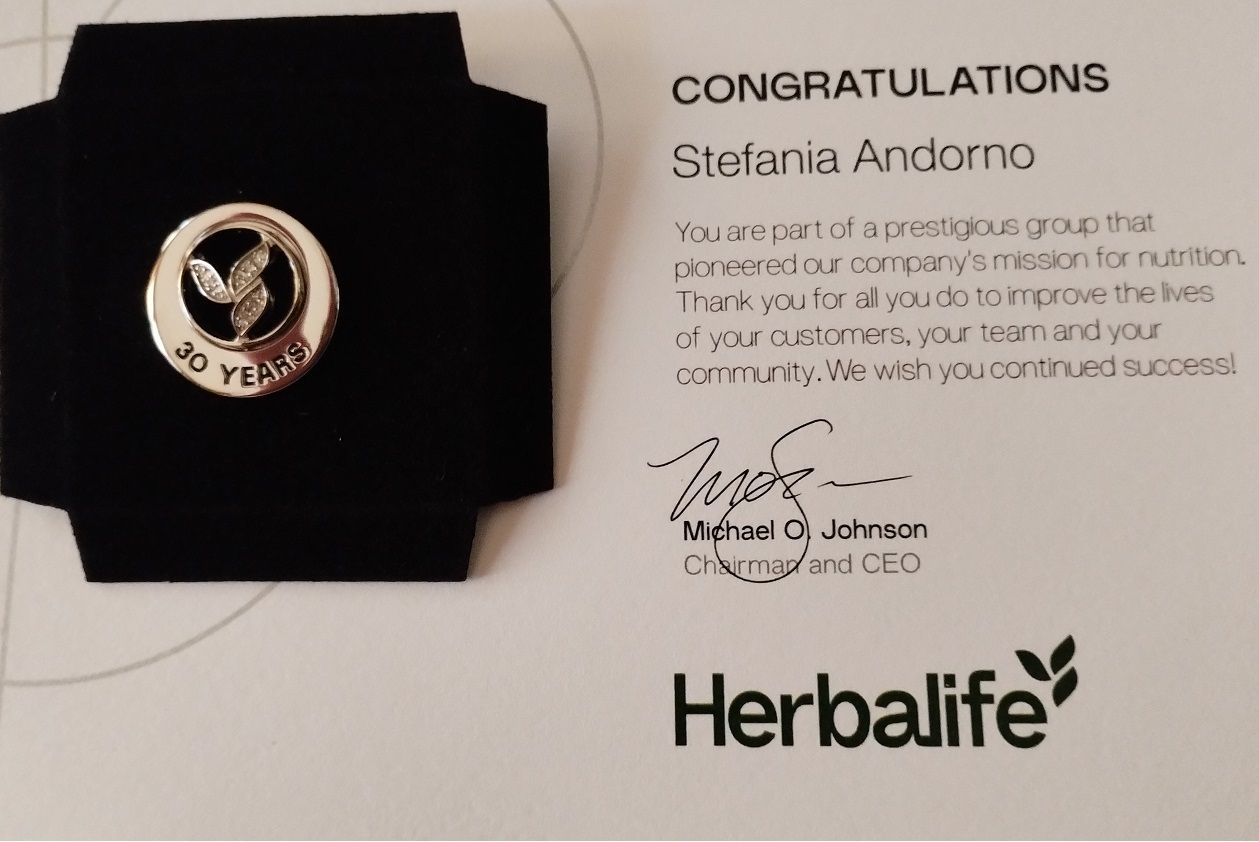 30 YEARS
CONGRATULATIONS
Stefania Andorno
You are part of a prestigious group that
pioneered our company's mission for nutrition.
Thank you for all you do to improve the lives
of your customers, your team and your
community. We wish you continued success!
Michael O. Johnson
Chairman and CEO
Herbalife